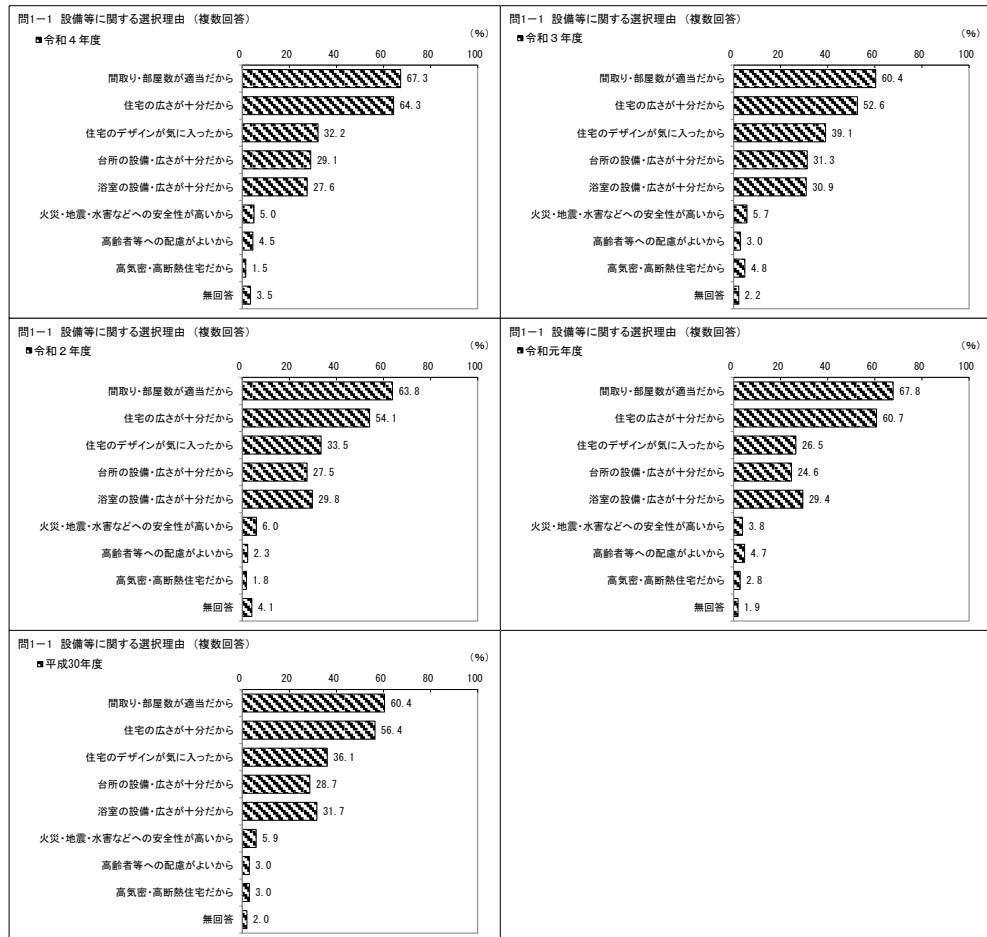 問1－1 設備等に関する選択理由（複数回答）
令和４年度
（%）
0 20 40 60 80 100
間取り・部屋数が適当だから 67.3
住宅の広さが十分だから 64.3
住宅のデザインが気に入ったから 32.2
台所の設備・広さが十分だから 29.1
浴室の設備・広さが十分だから 27.6
火災・地震・水害などへの安全性が高いから 5.0
高齢者等への配慮がよいから 4.5
高気密・高断熱住宅だから 1.5
無回答 3.5
問1－1 設備等に関する選択理由（複数回答）
令和３年度
（%）
0 20 40 60 80 100
間取り・部屋数が適当だから 60.4
住宅の広さが十分だから 52.6
住宅のデザインが気に入ったから 39.1
台所の設備・広さが十分だから 31.3
浴室の設備・広さが十分だから 30.9
火災・地震・水害などへの安全性が高いから 5.7
高齢者等への配慮がよいから 3.0
高気密・高断熱住宅だから 4.8
無回答 2.2
問1－1 設備等に関する選択理由（複数回答）
令和２年度
（%）
0 20 40 60 80 100
間取り・部屋数が適当だから 63.8
住宅の広さが十分だから 54.1
住宅のデザインが気に入ったから 33.5
台所の設備・広さが十分だから 27.5
浴室の設備・広さが十分だから 29.8
火災・地震・水害などへの安全性が高いから 6.0
高齢者等への配慮がよいから 2.3
高気密・高断熱住宅だから 1.8
無回答 4.1
問1－1 設備等に関する選択理由（複数回答）
令和元年度
（%）
0 20 40 60 80 100
間取り・部屋数が適当だから 67.8
住宅の広さが十分だから 60.7
住宅のデザインが気に入ったから 26.5
台所の設備・広さが十分だから 24.6
浴室の設備・広さが十分だから 29.4
火災・地震・水害などへの安全性が高いから 3.8
高齢者等への配慮がよいから 4.7
高気密・高断熱住宅だから 2.8
無回答 1.9
問1－1 設備等に関する選択理由（複数回答）
平成30年度
（%）
0 20 40 60 80 100
間取り・部屋数が適当だから 60.4
住宅の広さが十分だから 56.4
住宅のデザインが気に入ったから 36.1
台所の設備・広さが十分だから 28.7
浴室の設備・広さが十分だから 31.7
火災・地震・水害などへの安全性が高いから 5.9
高齢者等への配慮がよいから 3.0
高気密・高断熱住宅だから 3.0
無回答 2.0